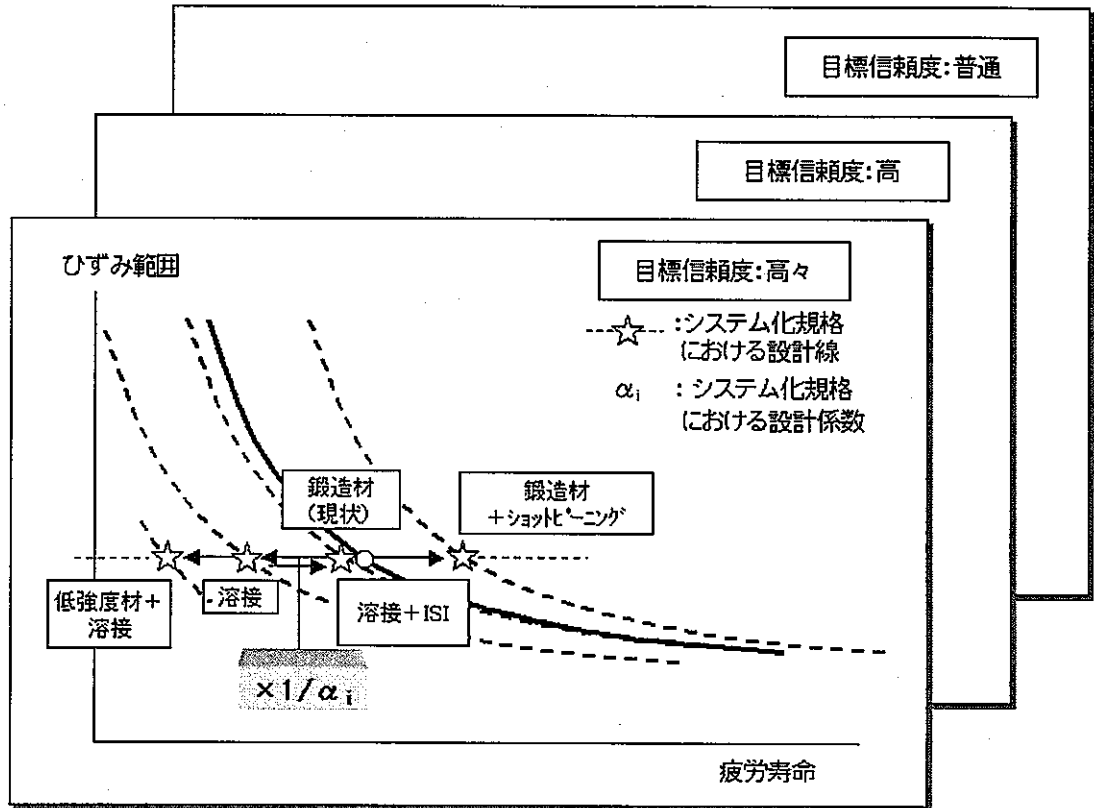 目標信頼度:普通
目標信頼度:高
目標信頼度:高々
ひずみ範囲
:システム化規格
における設計線
αi :システム化規格
における設計係数
鍛造材
(現状)
鍛造材
+ショットピーニング
低強度材+
溶接
溶接
溶接+ISI
×1/αi
疲労寿命